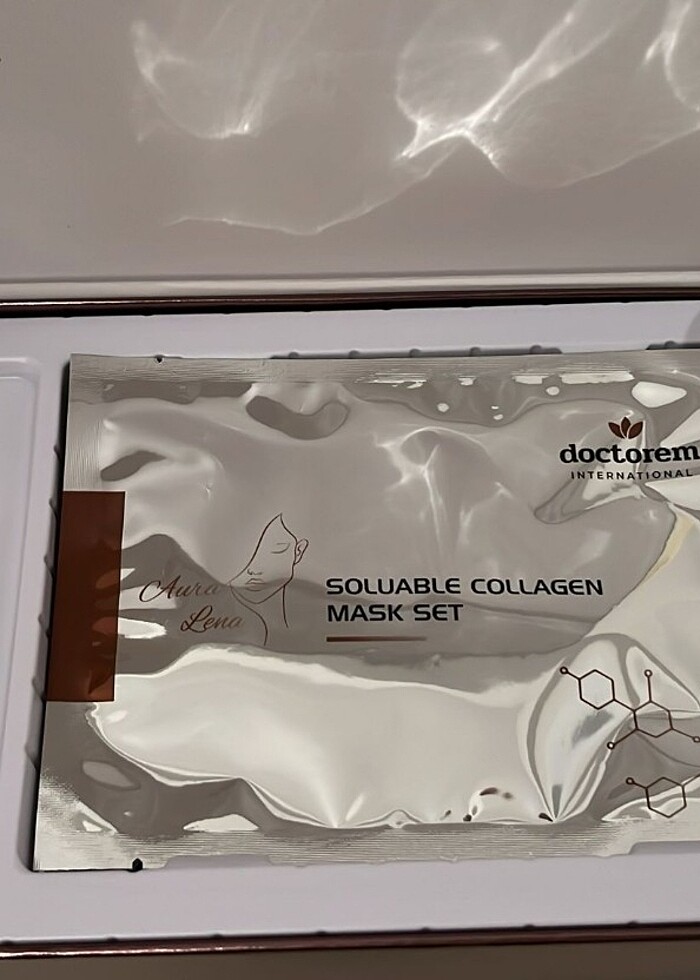 doctorem
INTERNATIONAL
Aura
Lena
SOLUABLE COLLAGEN
MASK SET